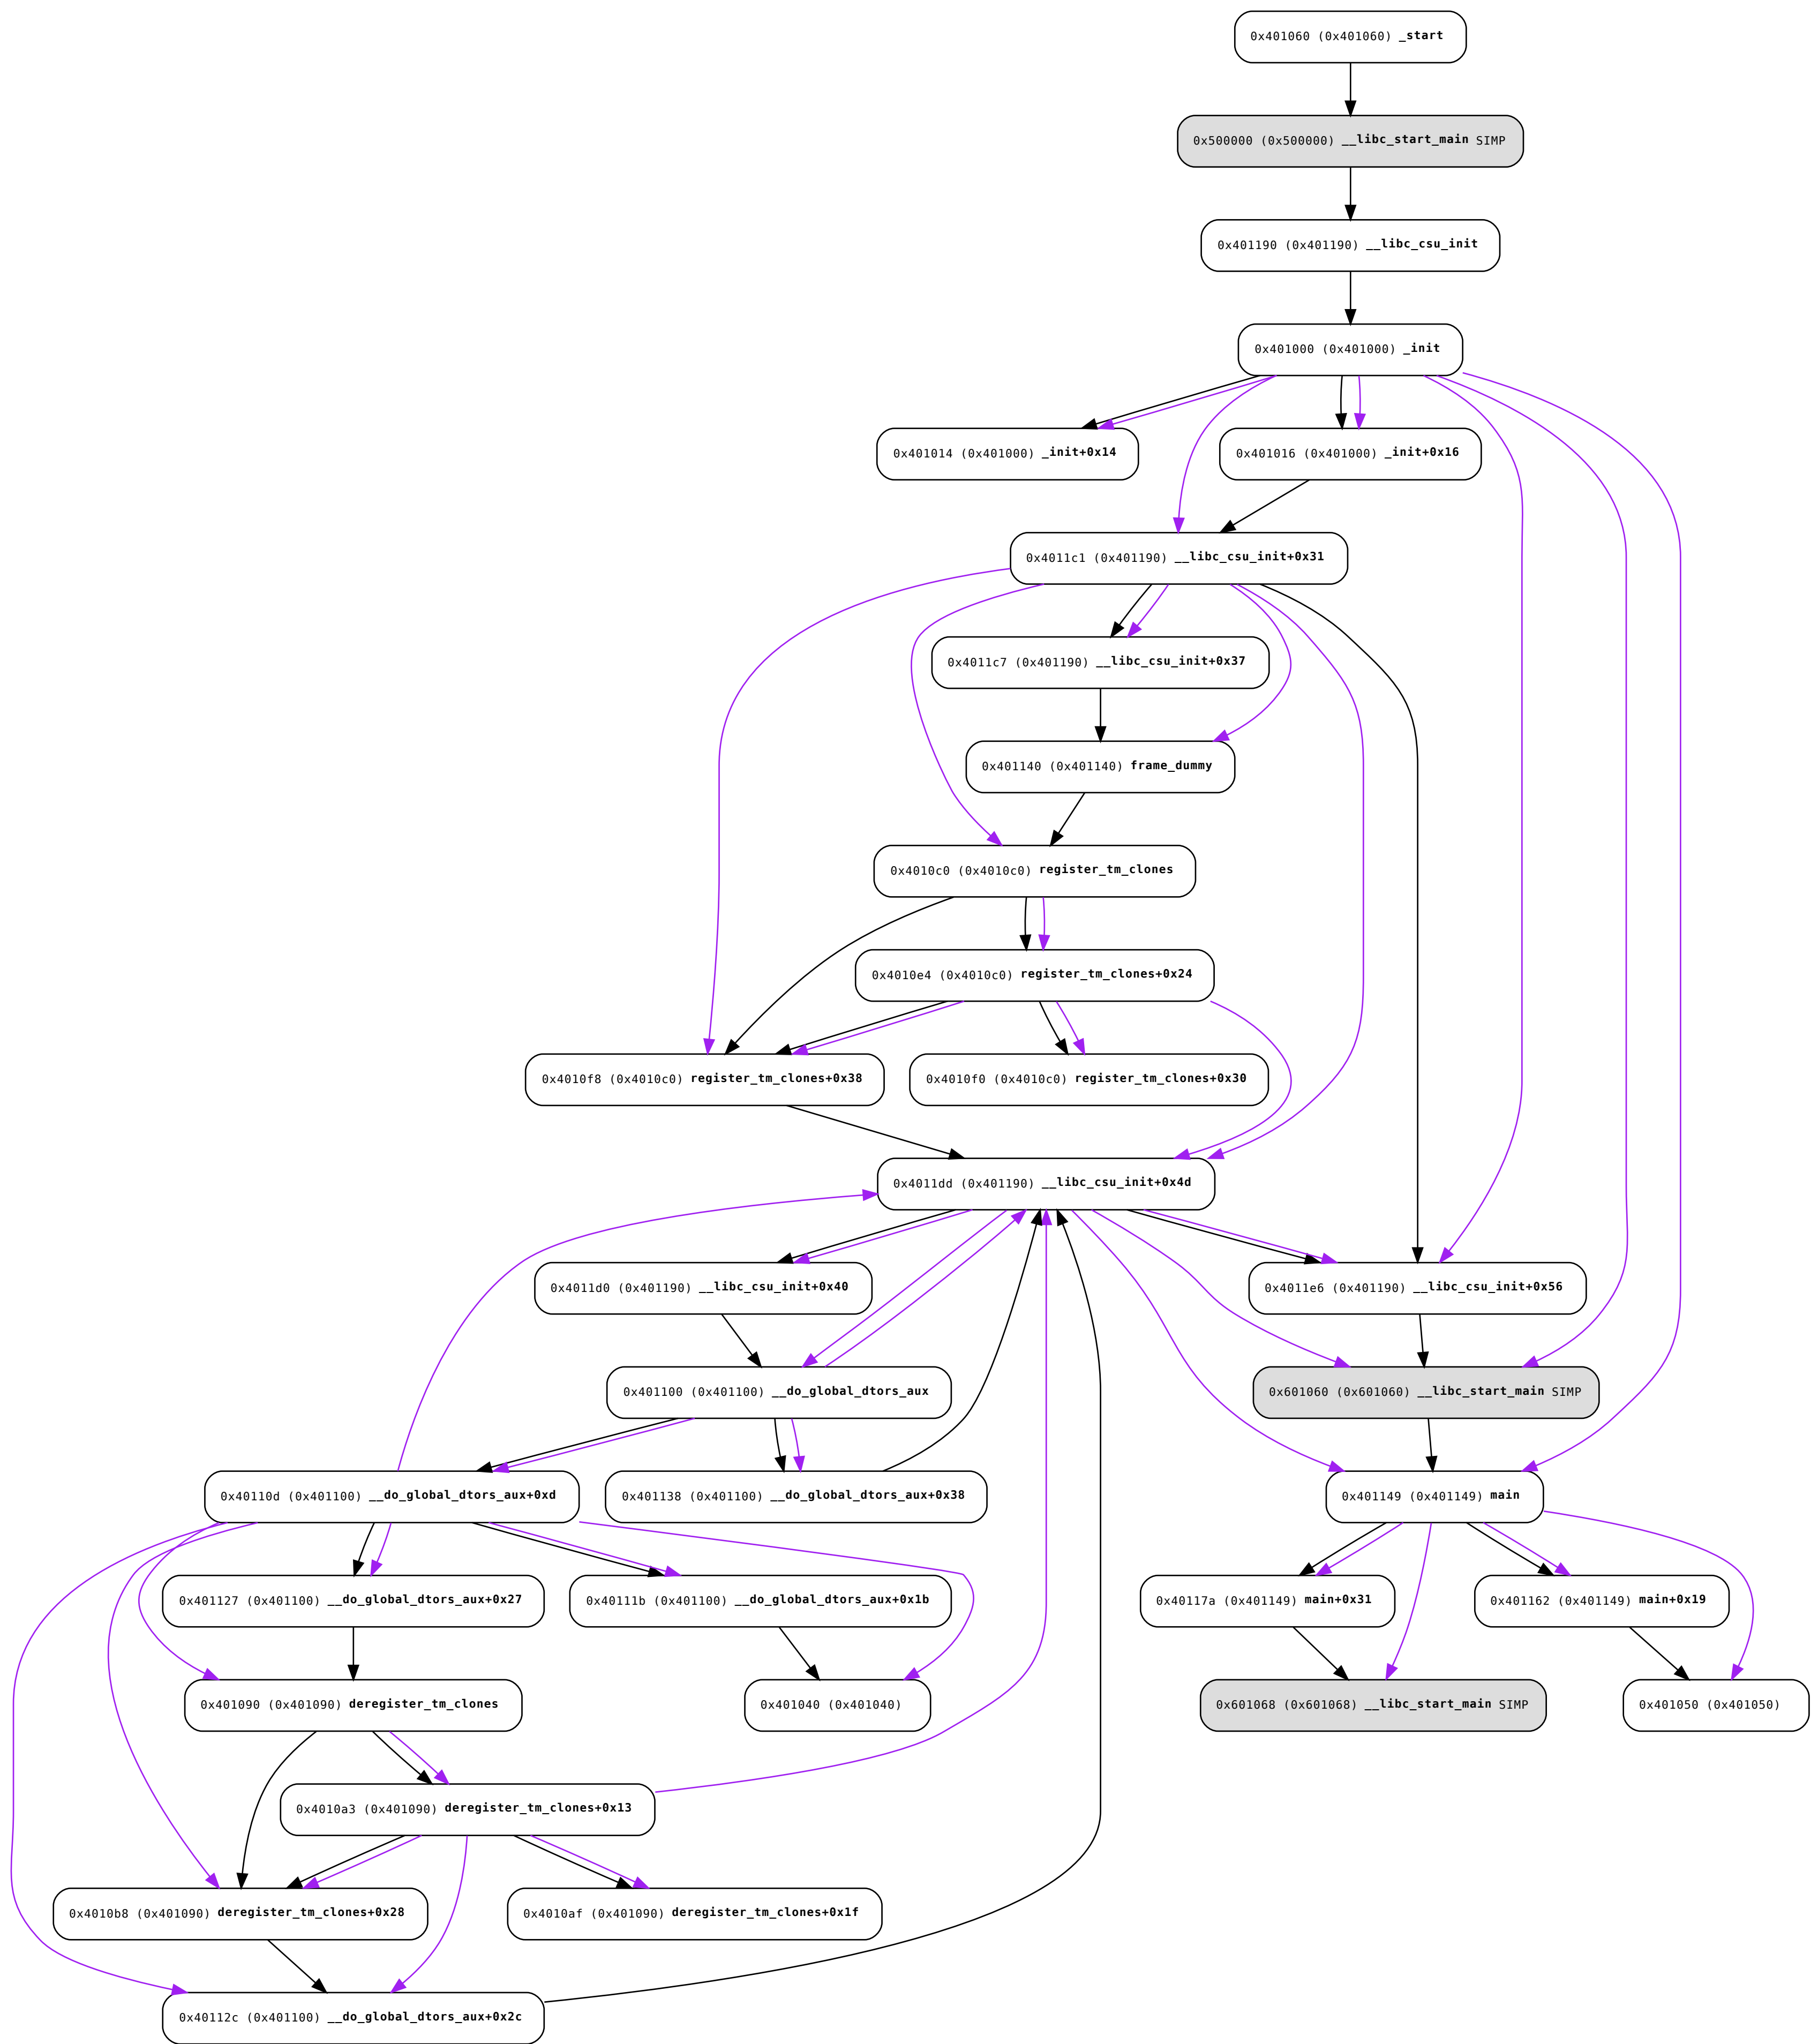 0x401060 (0x401060) _start
0x500000 (0x500000) __libc_start_main SIMP
0x401190 (0x401190) __libc_csu_init
0x401000 (0x401000) _init
0x401014 (0x401000) _init+0x14
0x401016 (0x401000) _init+0x16
0x4011c1 (0x401190) __libc_csu_init+0x31
0x4011c7 (0x401190) __libc_csu_init+0x37
0x401140 (0x401140) frame_dummy
0x4010c0 (0x4010c0) register_tm_clones
0x4010e4 (0x4010c0) register_tm_clones+0x24
0x4010f8 (0x4010c0) register_tm_clones+0x38
0x4010f0 (0x4010c0) register_tm_clones+0x30
0x4011dd (0x401190) __libc_csu_init+0x4d
0x4011d0 (0x401190) __libc_csu_init+0x40
0x4011e6 (0x401190) __libc_csu_init+0x56
0x401100 (0x401100) __do_global_dtors_aux
0x601060 (0x601060) __libc_start_main SIMP
0x40110d (0x401100) __do_global_dtors_aux+0xd
0x401138 (0x401100) __do_global_dtors_aux+0x38
0x401149 (0x401149) main
0x401127 (0x401100) __do_global_dtors_aux+0x27
0x40111b (0x401100) __do_global_dtors_aux+0x1b
0x40117a (0x401149) main+0x31
0x401162 (0x401149) main+0x19
0x401090 (0x401090) deregister_tm_clones
0x401040 (0x401040)
0x601068 (0x601068) __libc_start_main SIMP
0x401050 (0x401050)
0x4010a3 (0x401090) deregister_tm_clones+0x13
0x4010b8 (0x401090) deregister_tm_clones+0x28
0x4010af (0x401090) deregister_tm_clones+0x1f
0x40112c (0x401100) __do_global_dtors_aux+0x2c